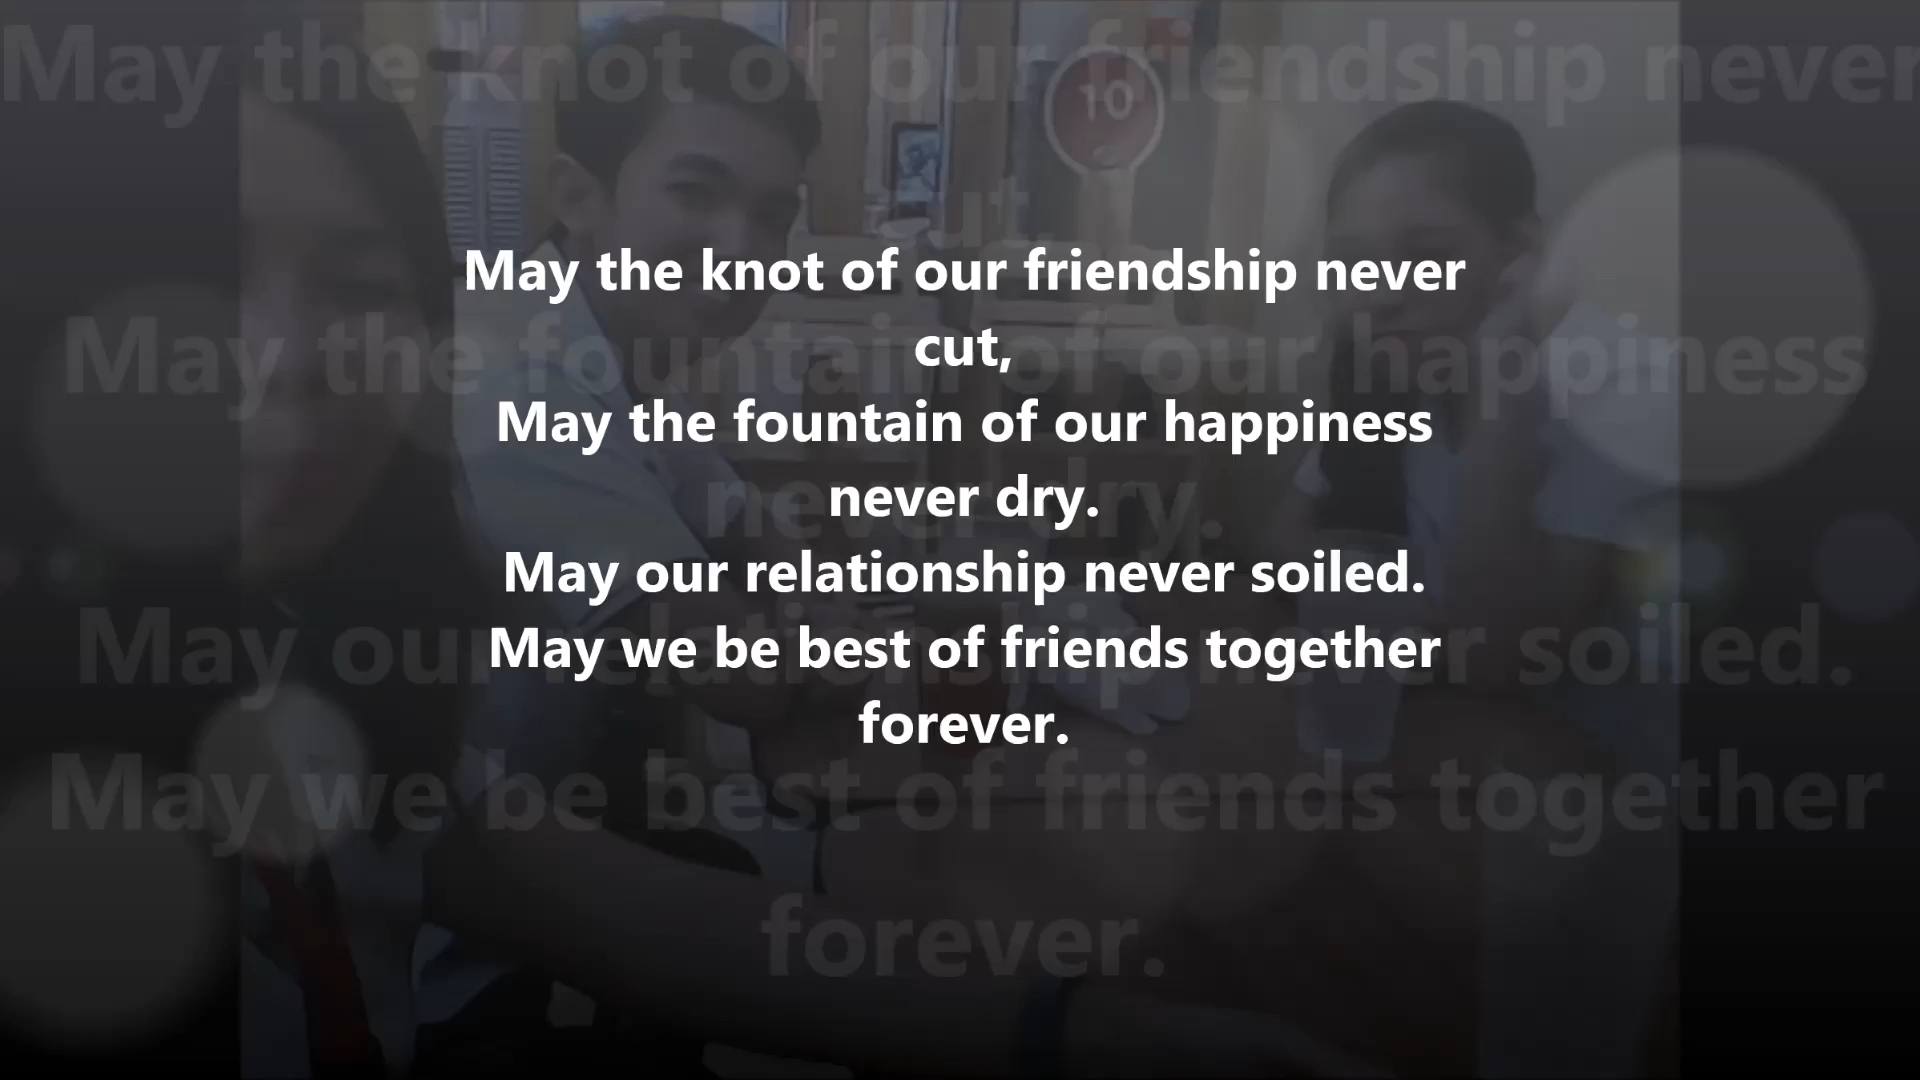 May the knot of our friendship never
cut,
May the fountain of our happiness
never dry.
May our relationship never soiled.
May we be best of friends together
forever.
10